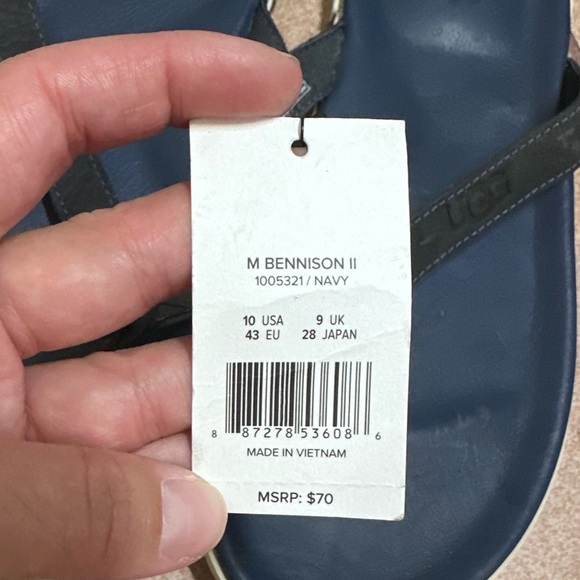 UGG
M BENNISON II
1005321 / NAVY
10 USA 9 UK
43 EU 28 JAPAN
8 87278 53608 6
MADE IN VIETNAM
MSRP: $70